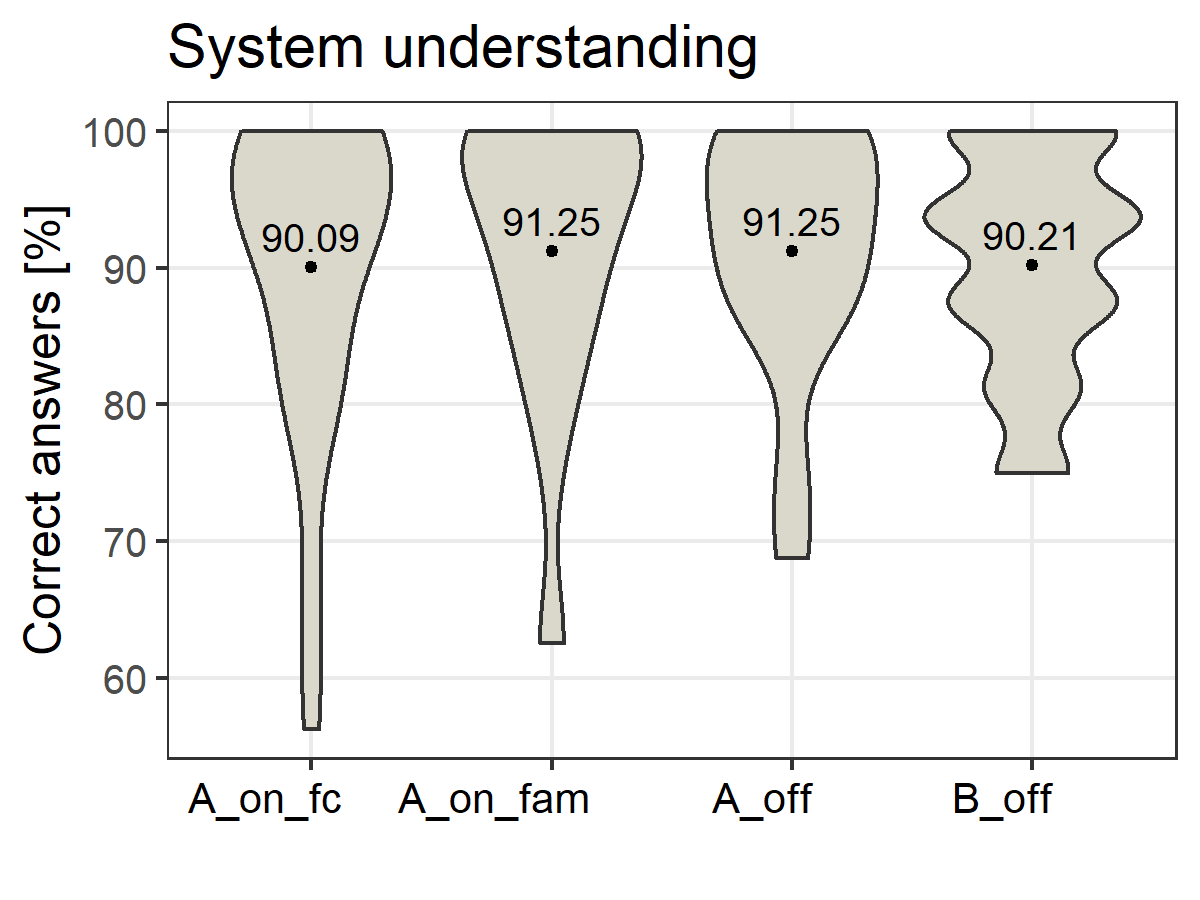 System understanding
Correct answers [%]
100
90
80
70
60
90.09
91.25
91.25
90.21
A_on_fc
A_on_fam
A_off
B_off